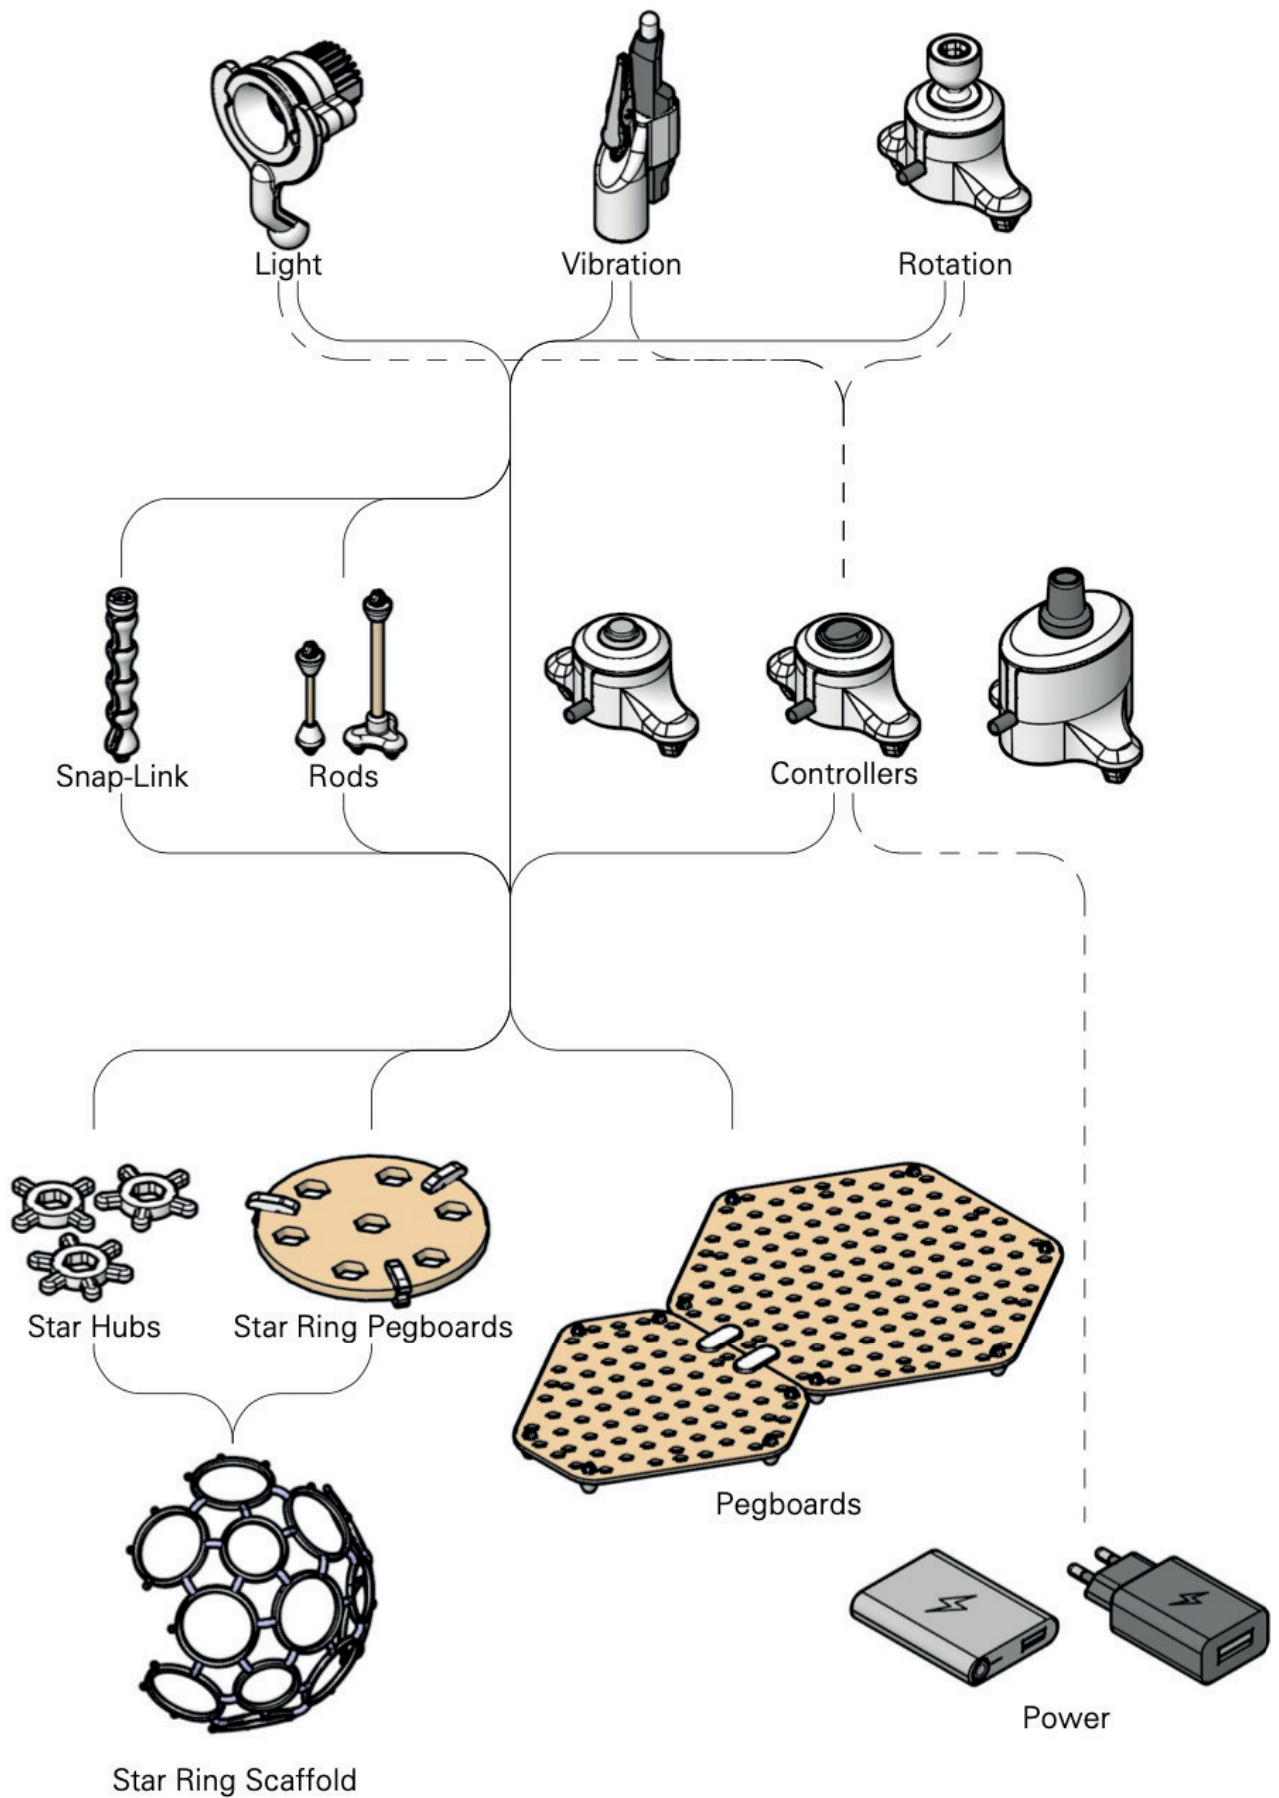 Light
Vibration
Rotation
Snap-Link
Rods
Controllers
Star Hubs
Star Ring Pegboards
Pegboards
Power
Star Ring Scaffold